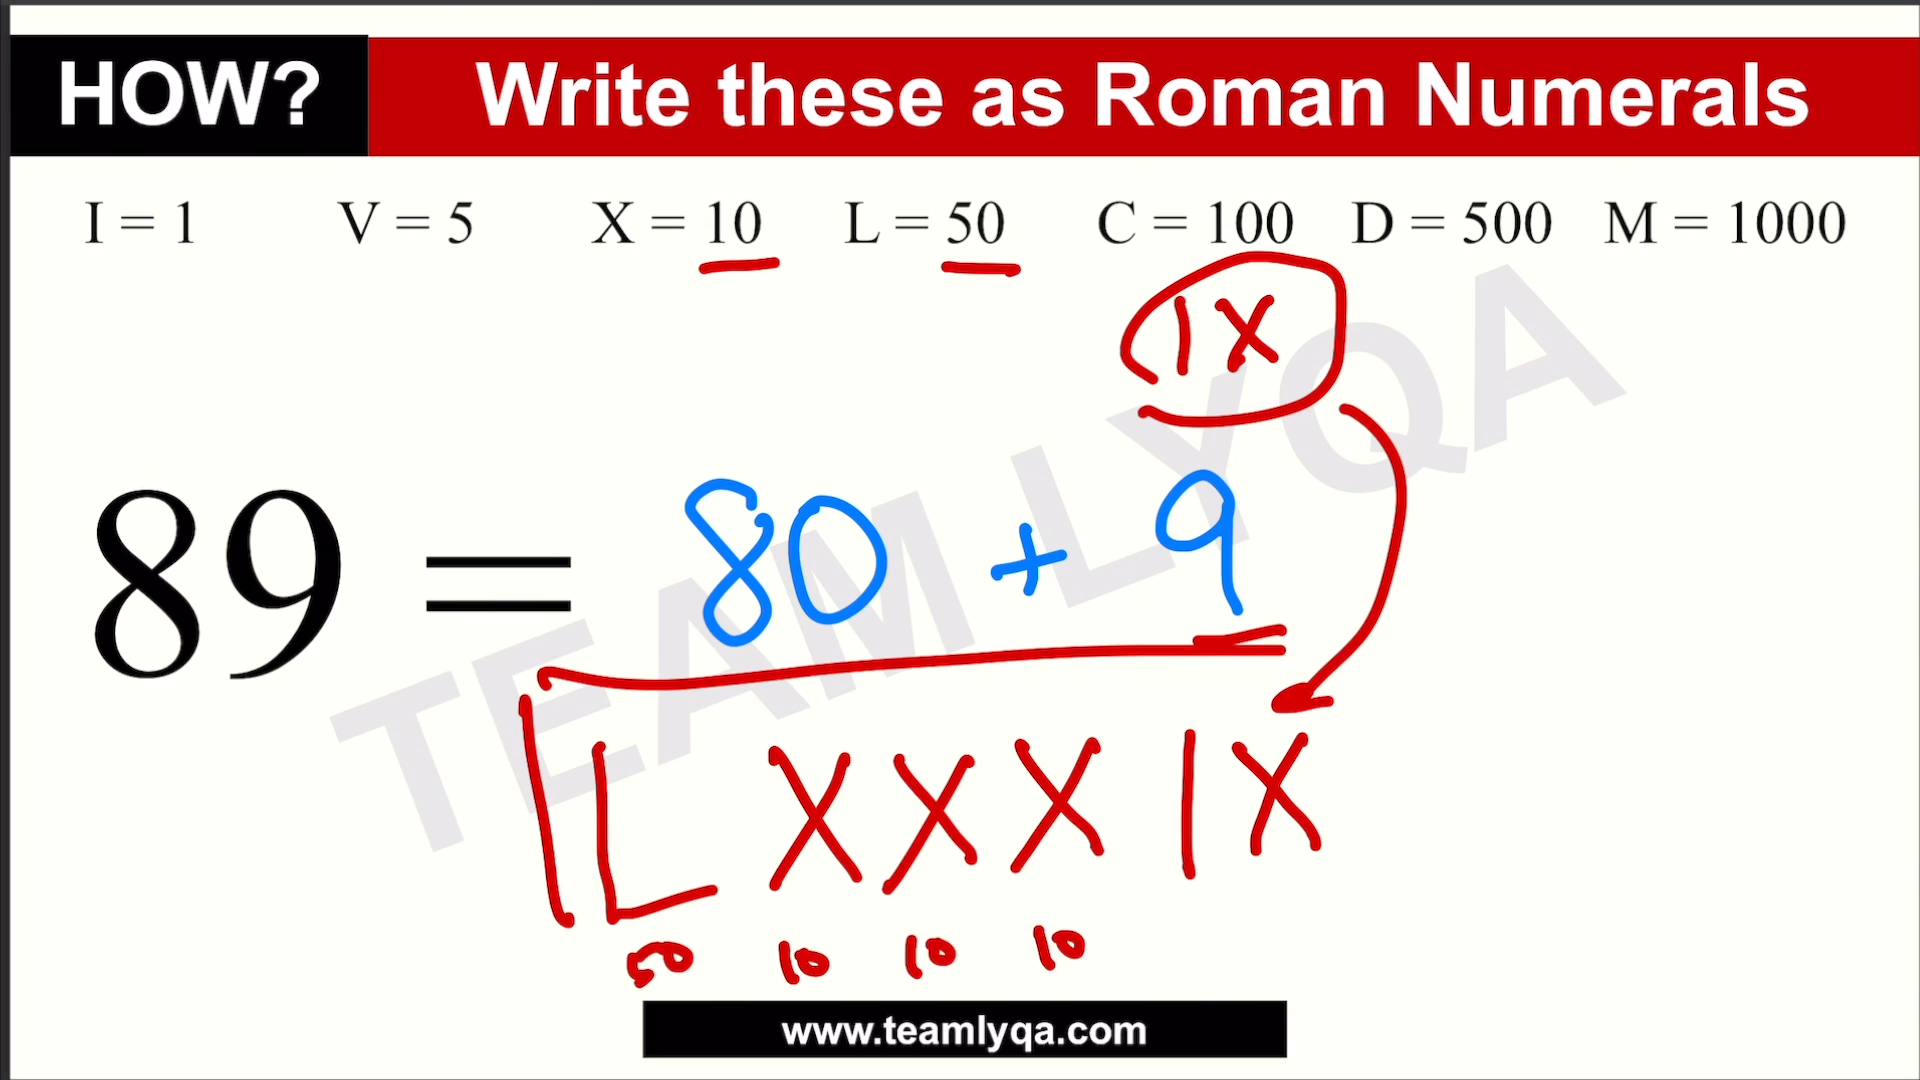 HOW? Write these as Roman Numerals
I = 1 V = 5 X = 10 L = 50 C = 100 D = 500 M = 1000
IX
89 = 80 + 9
LXXXIX
50 10 10 10
TEAM LYQA
www.teamlyqa.com